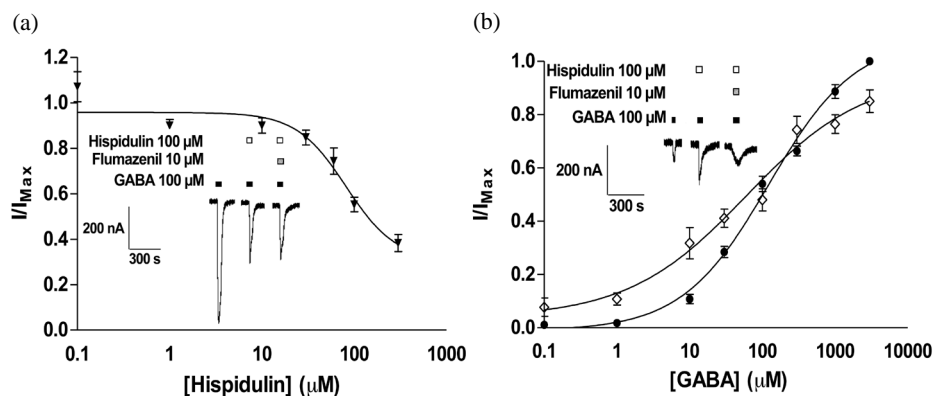 (a)
1.2
1.0
0.8
0.6
0.4
0.2
0.0
I/I Max
Hispidulin 100 µM
Flumazenil 10 µM
GABA 100 µM
200 nA
300 s
0.1 1 10 100 1000
[Hispidulin] (µM)
(b)
1.0
0.8
0.6
0.4
0.2
0.0
I/I Max
Hispidulin 100 µM
Flumazenil 10 µM
GABA 100 µM
200 nA
300 s
0.1 1 10 100 1000 10000
[GABA] (µM)